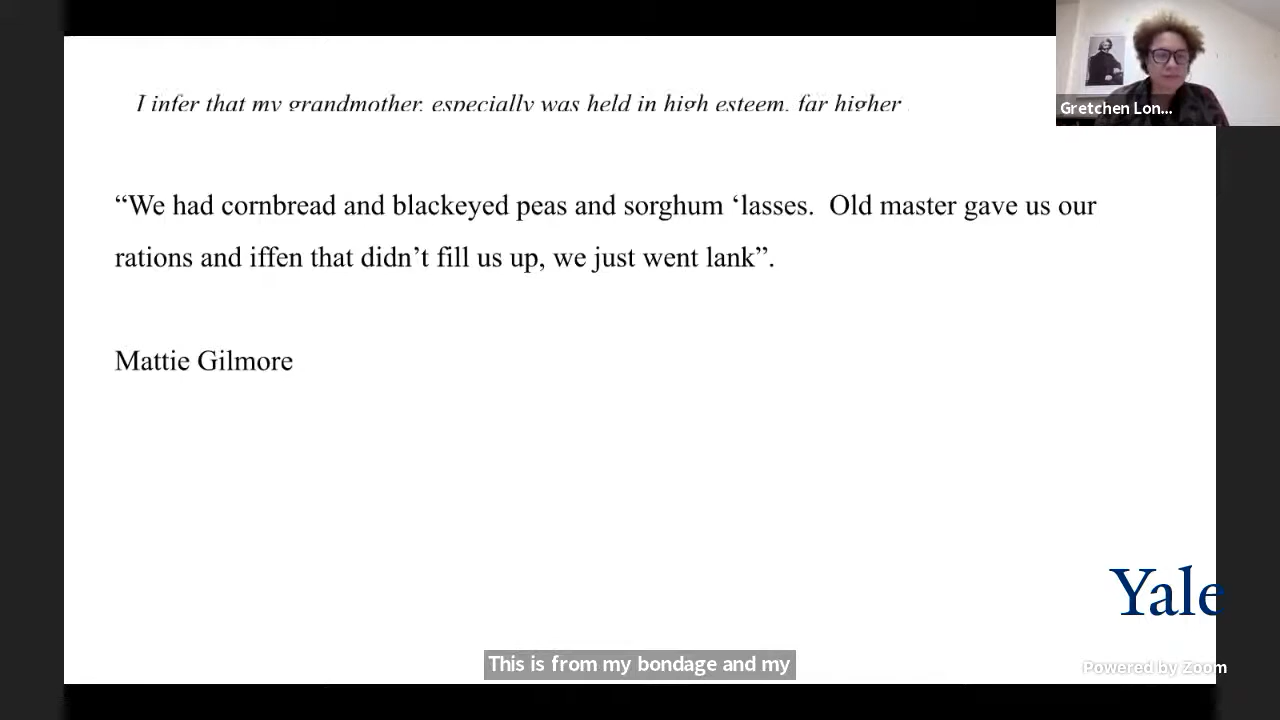 I infer that my grandmother, especially was held in high esteem, far higher
Gretchen Lon...
“We had cornbread and blackeyed peas and sorghum ‘lasses.  Old master gave us our
rations and iffen that didn’t fill us up, we just went lank”.
Mattie Gilmore
Yale
This is from my bondage and my
Powered by Zoom